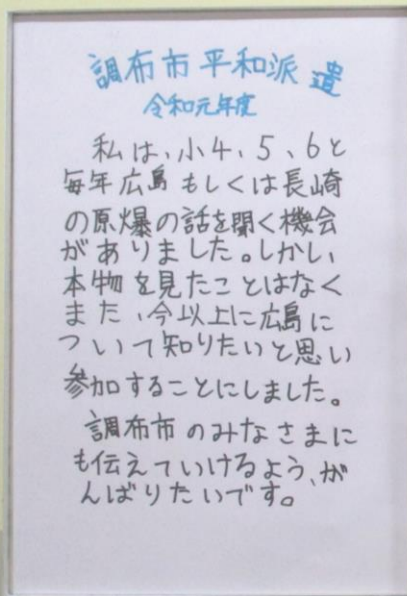 調布市平和派遣
令和元年度
私は、小4、5、6と
毎年広島もしくは長崎
の原爆の話を聞く機会
がありました。しかし、
本物を見たことはなく
また、今以上に広島に
ついて知りたいと思い
参加することにしました。
調布市のみなさまに
も伝えていけるよう、が
んばりたいです。